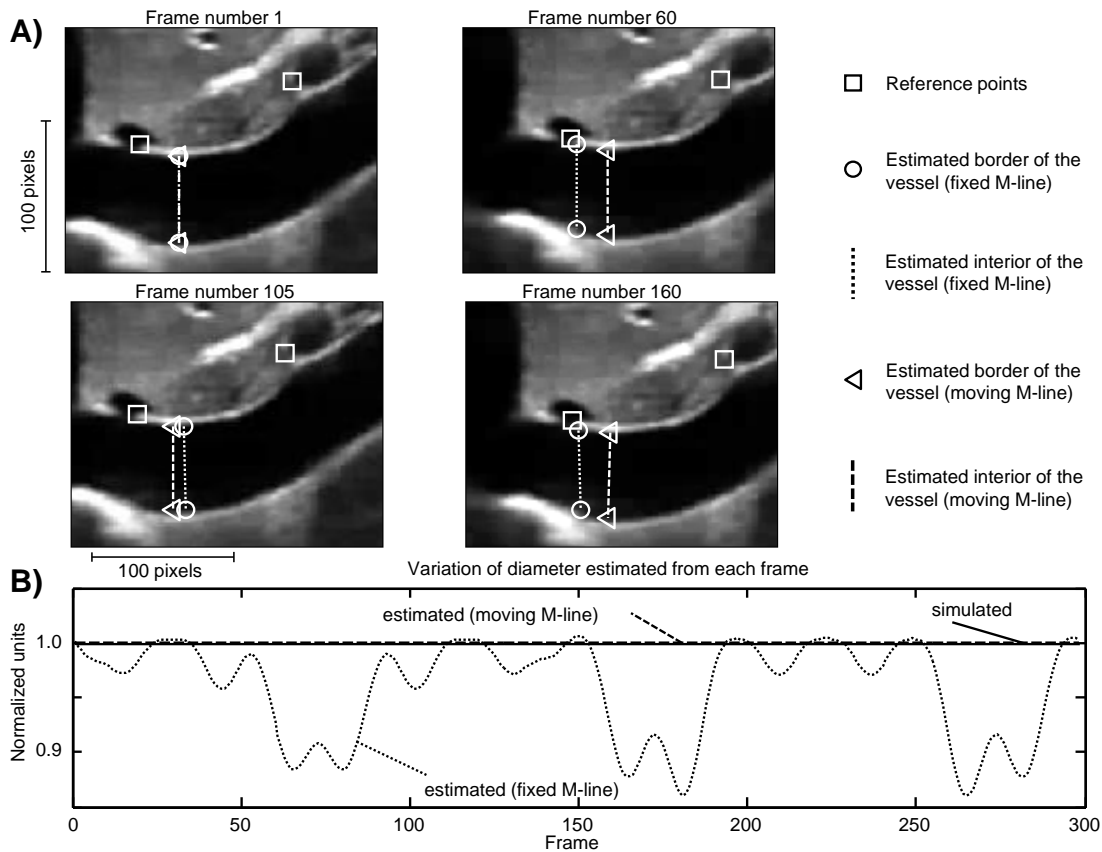 A)
Frame number 1
Frame number 60
100 pixels
Frame number 105
Frame number 160
100 pixels
Reference points
Estimated border of the
vessel (fixed M-line)
Estimated interior of the
vessel (fixed M-line)
Estimated border of the
vessel (moving M-line)
Estimated interior of the
vessel (moving M-line)
B)
Variation of diameter estimated from each frame
Normalized units
1.0
0.9
estimated (moving M-line)
simulated
estimated (fixed M-line)
0
50
100
150
200
250
300
Frame